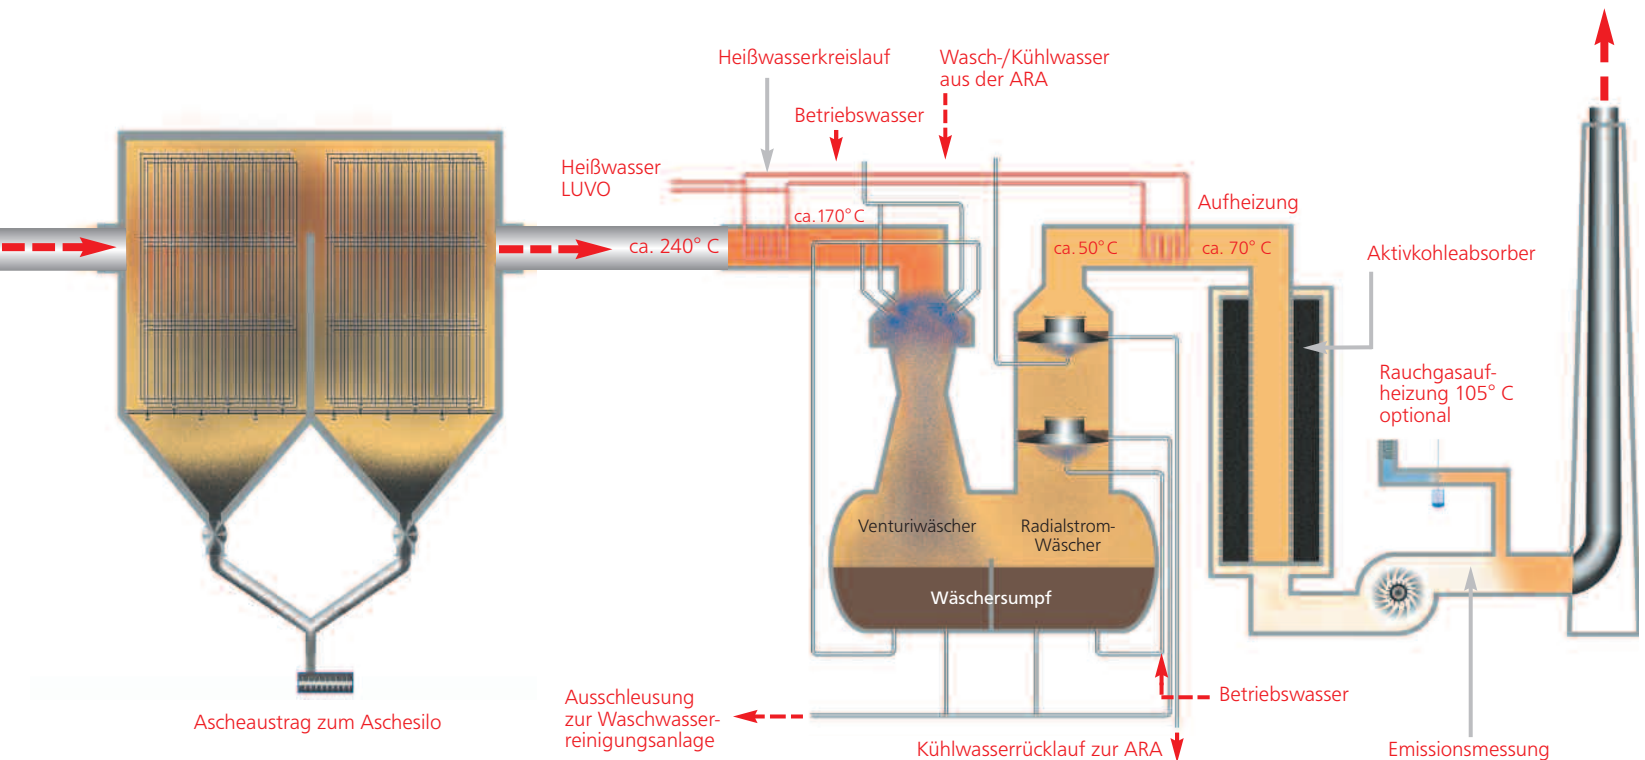 Heißwasserkreislauf
Wasch-/Kühlwasser
aus der ARA
Betriebswasser
Heißwasser
LUVO
ca. 240° C
ca.170° C
ca. 50° C
Aufheizung
ca. 70° C
Aktivkohleabsorber
Rauchgasauf-
heizung 105° C
optional
Venturiwäscher
Radialstrom-
Wäscher
Wäschersumpf
Ascheaustrag zum Aschesilo
Ausschleusung
zur Waschwasser-
reinigungsanlage
Kühlwasserrücklauf zur ARA
Betriebswasser
Emissionsmessung